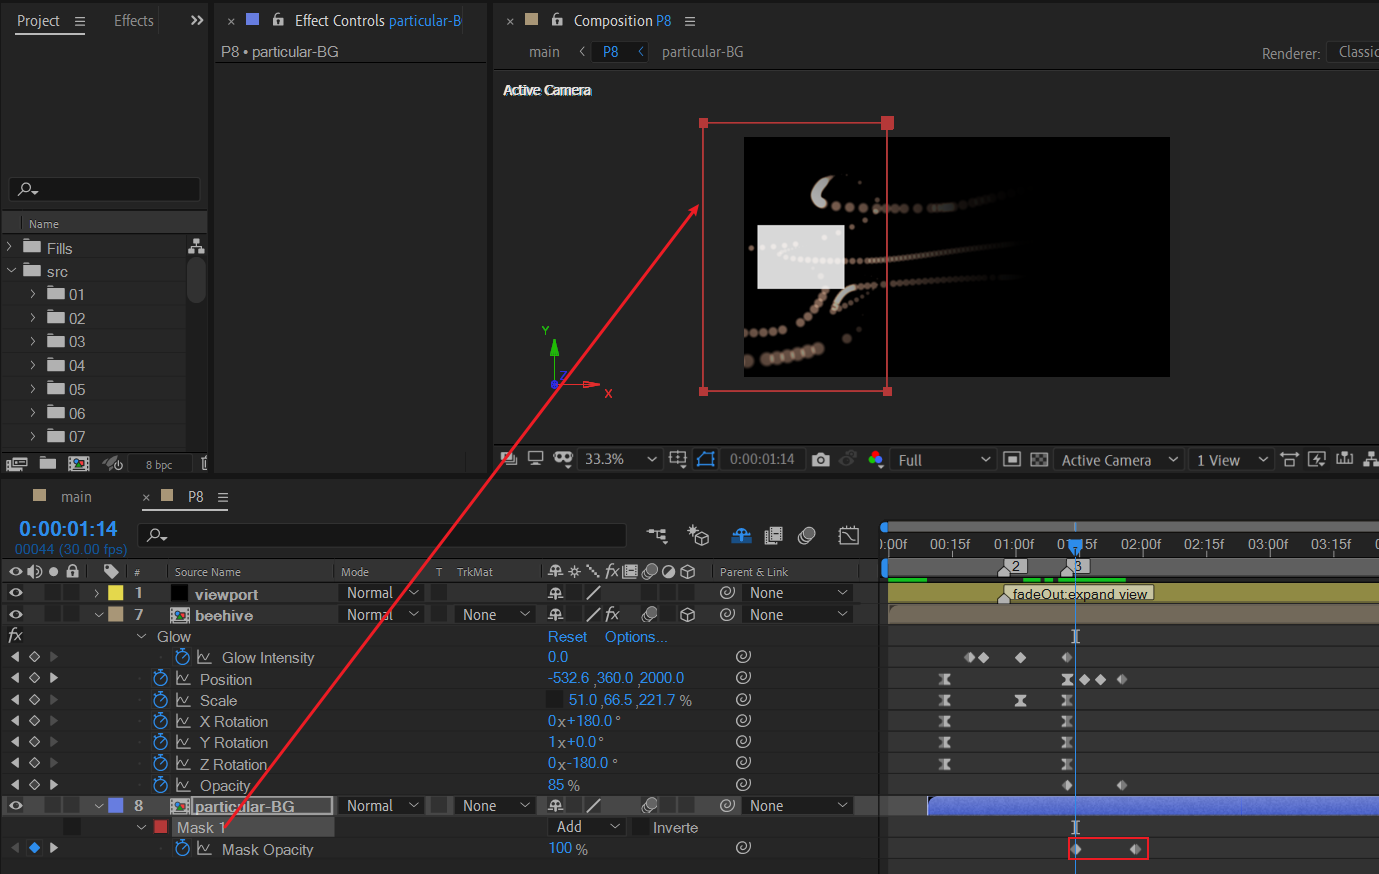 Project
Effects
Effect Controls particular-B
P8 • particular-BG
Composition P8
main
P8
particular-BG
Renderer:
Classic
Active Camera
Name
Fills
src
01
02
03
04
05
06
07
8 bpc
Y
Z
X
33.3%
0:00:01:14
Full
Active Camera
1 View
main
P8
0:00:01:14
00044 (30.00 fps)
:00f 00:15f 01:00f 01:15f 02:00f 02:15f 03:00f 03:15f
2
3
# Source Name Mode T TrkMat Parent & Link
1 viewport Normal None
fadeOut:expand view
7 beehive Normal None None
fx Glow Reset Options...
Glow Intensity 0.0
Position -532.6 ,360.0 ,2000.0
Scale 51.0 ,66.5 ,221.7 %
X Rotation 0x+180.0 °
Y Rotation 1x+0.0 °
Z Rotation 0x-180.0 °
Opacity 85 %
8 particular-BG Normal None None
Mask 1 Add Inverte
Mask Opacity 100 %